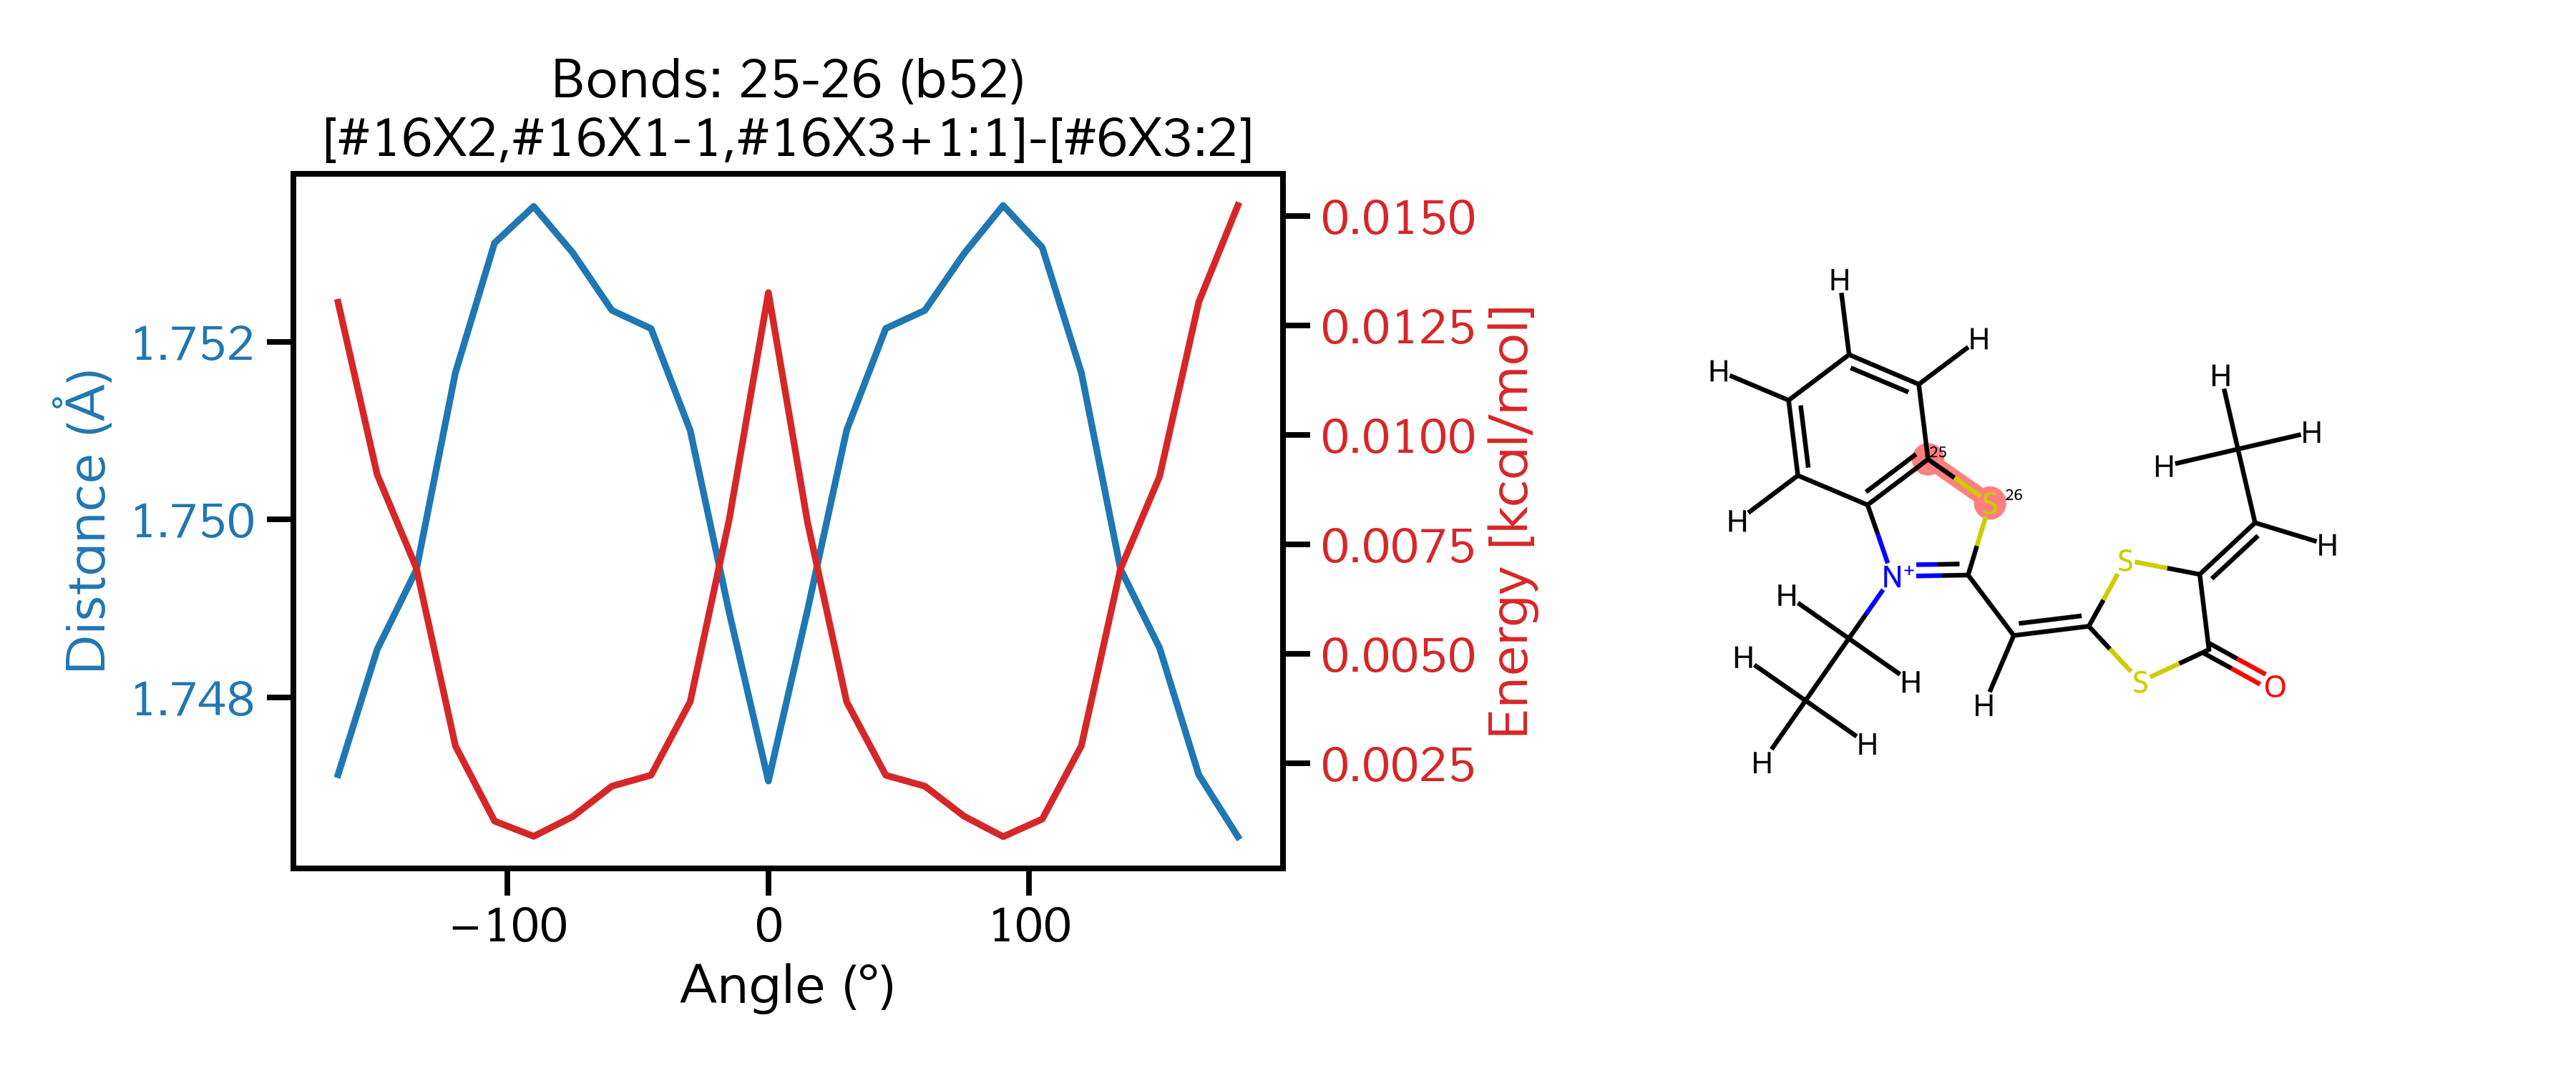 Bonds: 25-26 (b52)
[#16X2,#16X1-1,#16X3+1:1]-[#6X3:2]
Distance (Å)
1.752
1.750
1.748
−100
0
100
Angle (°)
0.0150
0.0125
0.0100
0.0075
0.0050
0.0025
Energy [kcal/mol]
H
H
H
H
25
S 26
N+
H
H
H
H
H
H
H
H
H
H
H
S
S
O